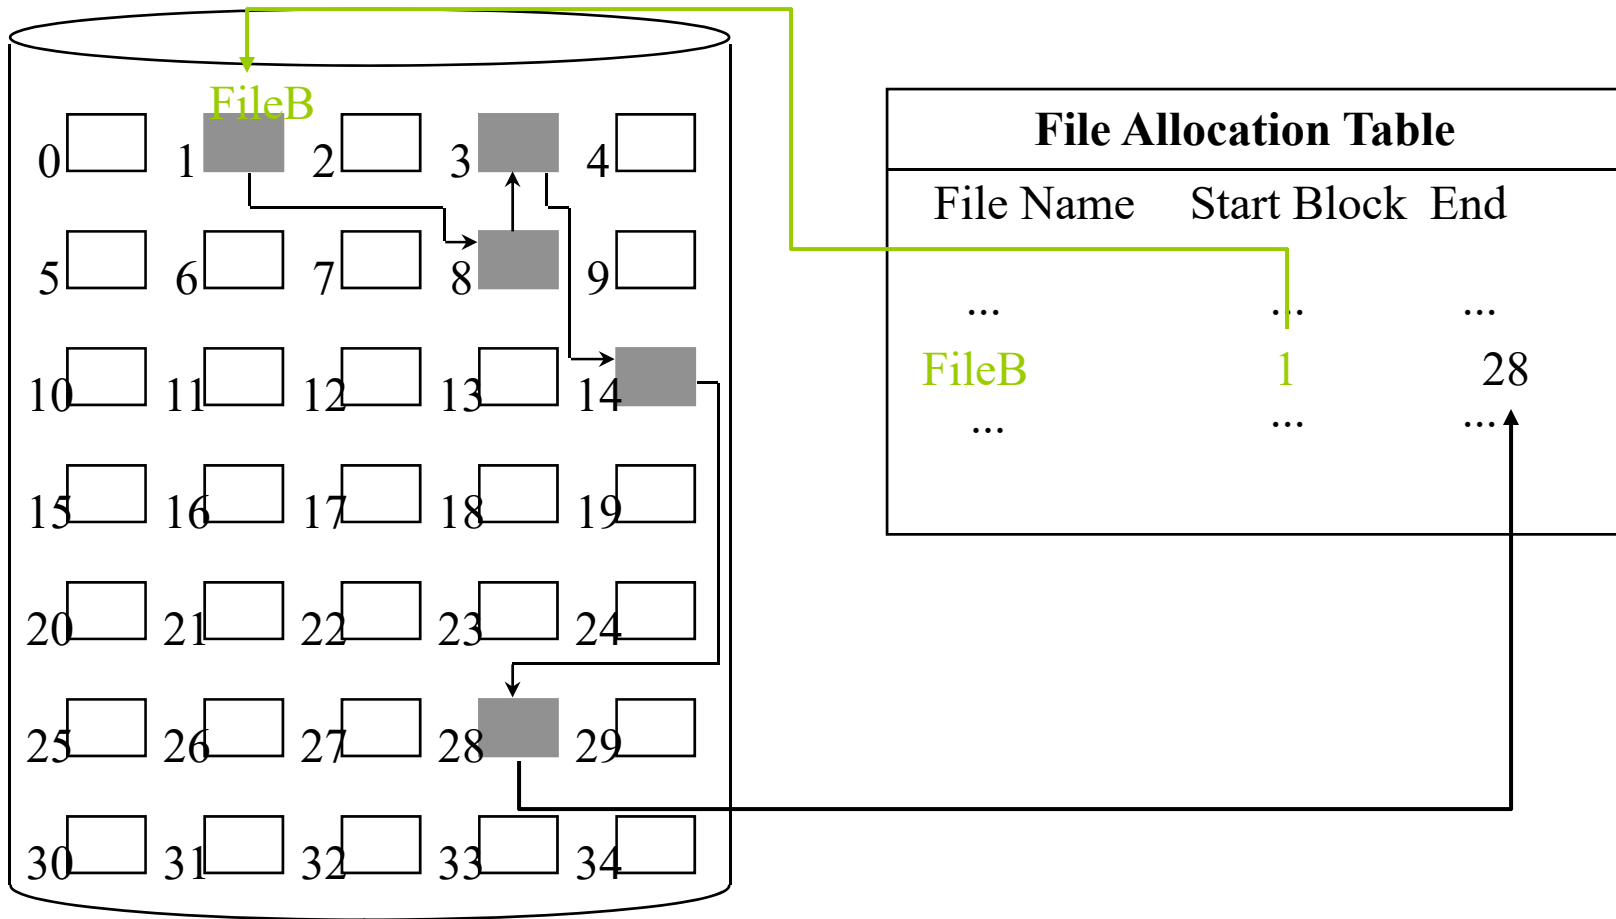 FileB
0 1 2 3 4
5 6 7 8 9
10 11 12 13 14
15 16 17 18 19
20 21 22 23 24
25 26 27 28 29
30 31 32 33 34
File Allocation Table
File Name Start Block End
... ... ...
FileB 1 28
... ... ...